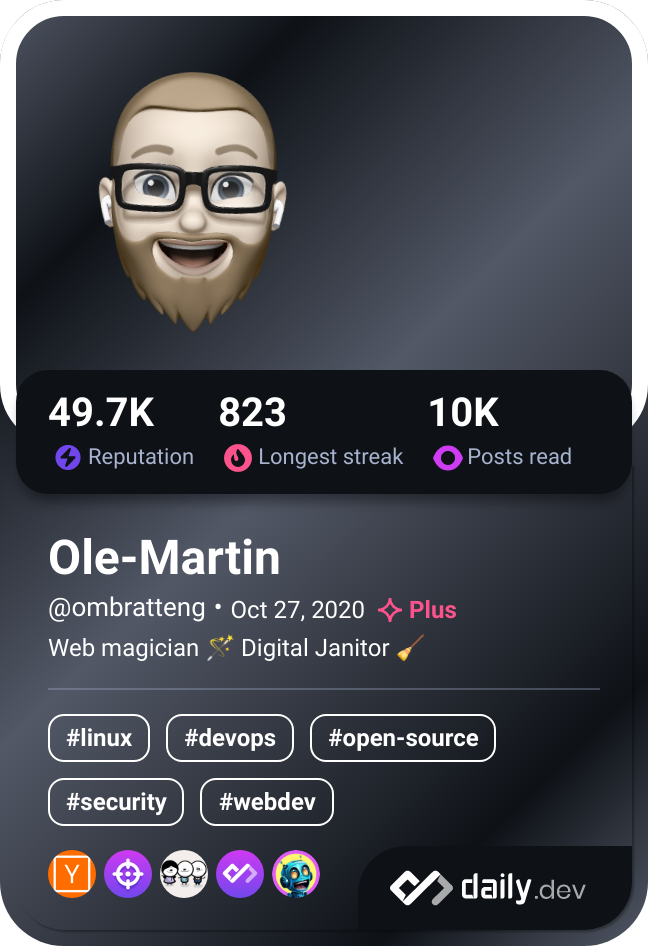 49.7K 823 10K
Reputation Longest streak Posts read
Ole-Martin
@ombratteng • Oct 27, 2020 Plus
Web magician 🪄 Digital Janitor 🧹
#linux #devops #open-source
#security #webdev
Y
daily.dev